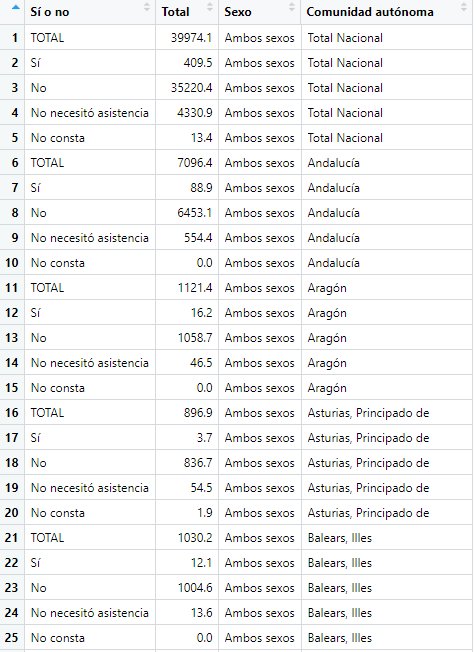 Sí o no Total Sexo Comunidad autónoma
1 TOTAL 39974.1 Ambos sexos Total Nacional
2 Sí 409.5 Ambos sexos Total Nacional
3 No 35220.4 Ambos sexos Total Nacional
4 No necesitó asistencia 4330.9 Ambos sexos Total Nacional
5 No consta 13.4 Ambos sexos Total Nacional
6 TOTAL 7096.4 Ambos sexos Andalucía
7 Sí 88.9 Ambos sexos Andalucía
8 No 6453.1 Ambos sexos Andalucía
9 No necesitó asistencia 554.4 Ambos sexos Andalucía
10 No consta 0.0 Ambos sexos Andalucía
11 TOTAL 1121.4 Ambos sexos Aragón
12 Sí 16.2 Ambos sexos Aragón
13 No 1058.7 Ambos sexos Aragón
14 No necesitó asistencia 46.5 Ambos sexos Aragón
15 No consta 0.0 Ambos sexos Aragón
16 TOTAL 896.9 Ambos sexos Asturias, Principado de
17 Sí 3.7 Ambos sexos Asturias, Principado de
18 No 836.7 Ambos sexos Asturias, Principado de
19 No necesitó asistencia 54.5 Ambos sexos Asturias, Principado de
20 No consta 1.9 Ambos sexos Asturias, Principado de
21 TOTAL 1030.2 Ambos sexos Balears, Illes
22 Sí 12.1 Ambos sexos Balears, Illes
23 No 1004.6 Ambos sexos Balears, Illes
24 No necesitó asistencia 13.6 Ambos sexos Balears, Illes
25 No consta 0.0 Ambos sexos Balears, Illes